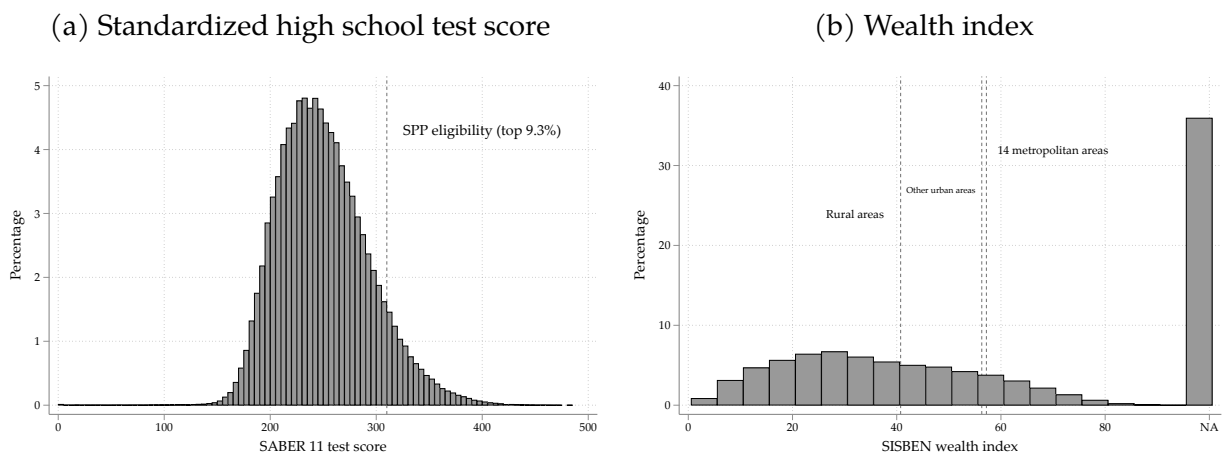 (a) Standardized high school test score
5
4
3
2
1
0
Percentage
SPP eligibility (top 9.3%)
0 100 200 300 400 500
SABER 11 test score
(b) Wealth index
40
30
20
10
0
Percentage
14 metropolitan areas
Other urban areas
Rural areas
0 20 40 60 80 NA
SISBEN wealth index